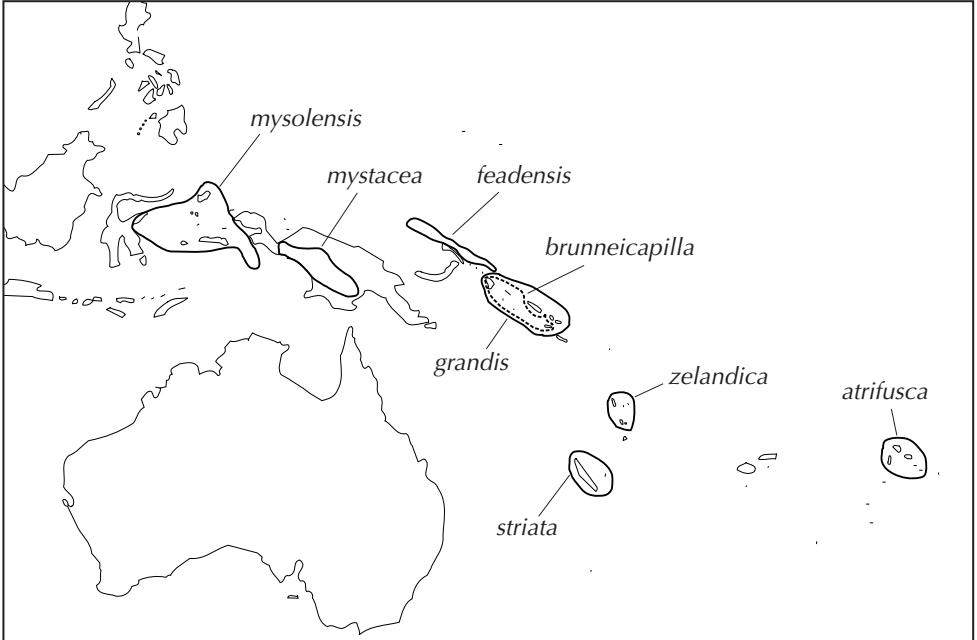 mysolensis
mystacea
feadensis
brunneicapilla
grandis
zelandica
atrifusca
striata